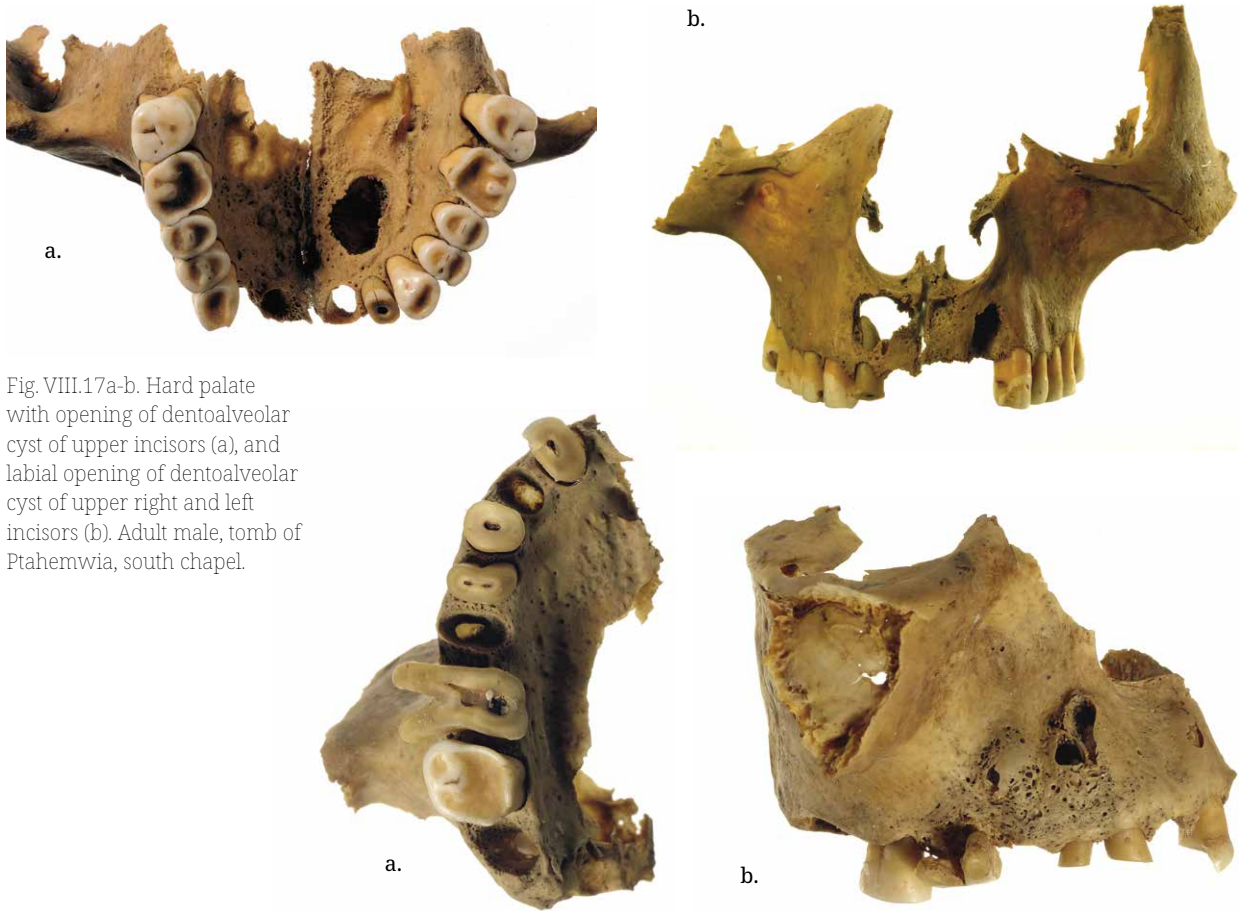 b.
a.
Fig. VIII.17a-b. Hard palate
with opening of dentoalveolar
cyst of upper incisors (a), and
labial opening of dentoalveolar
cyst of upper right and left
incisors (b). Adult male, tomb of
Ptahemwia, south chapel.
a.
b.